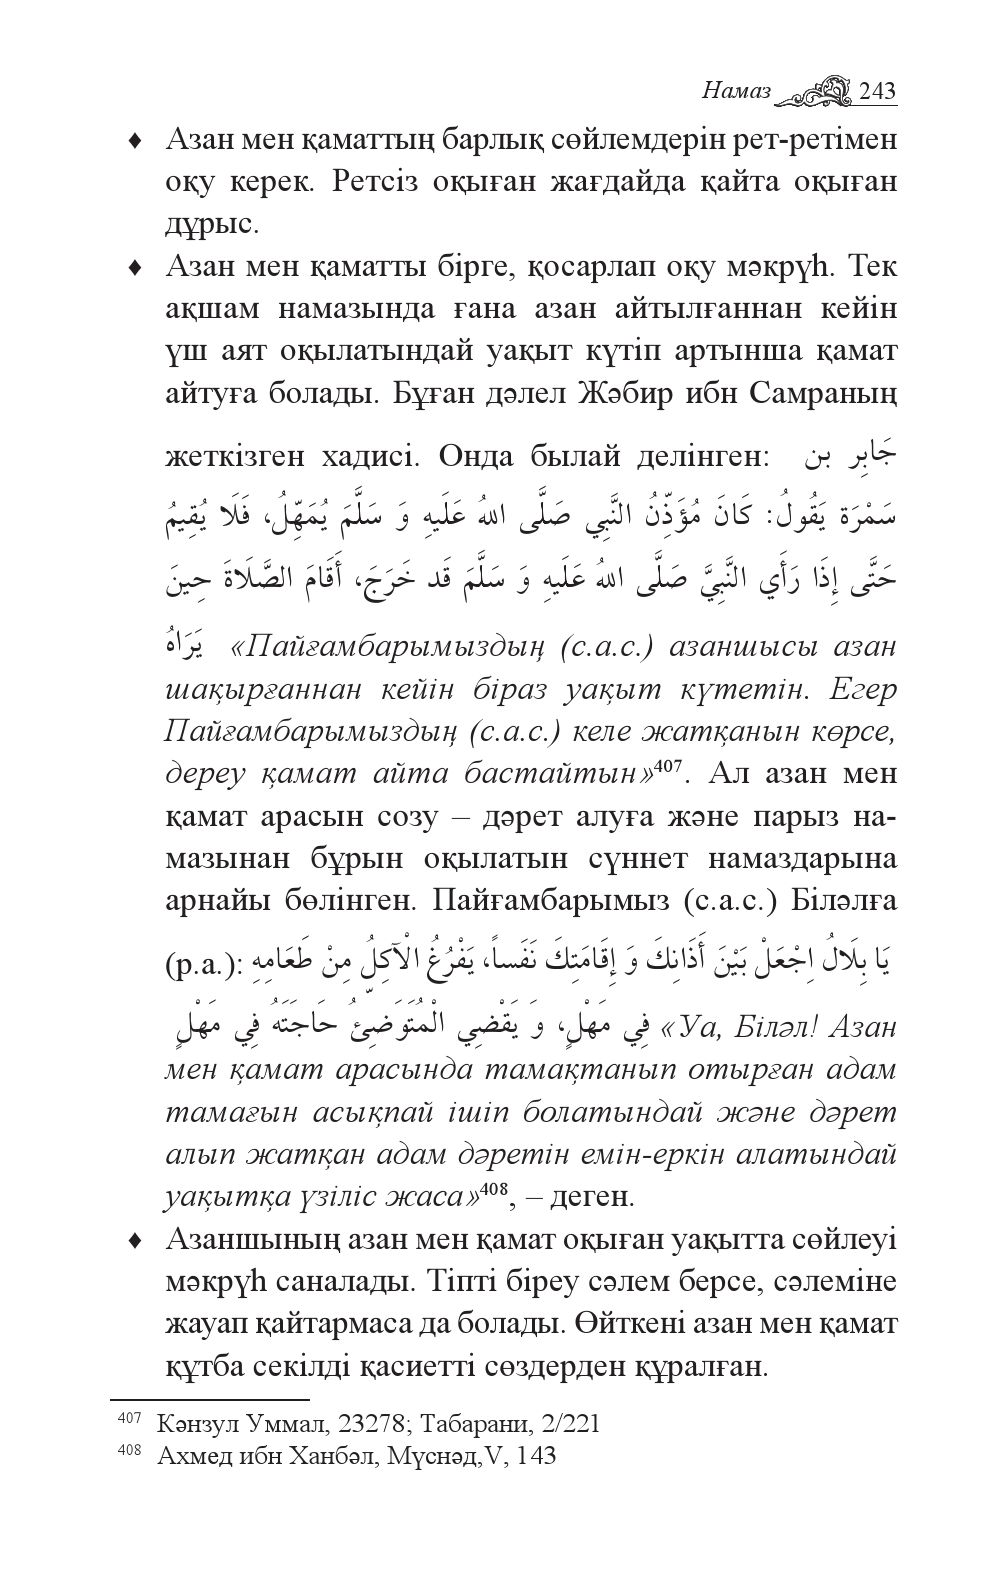 Намаз 243
♦ Азан мен қаматтың барлық сөйлемдерін рет-ретімен
оқу керек. Ретсіз оқыған жағдайда қайта оқыған
дұрыс.
♦ Азан мен қаматты бірге, қосарлап оқу мәкрүһ. Тек
ақшам намазында ғана азан айтылғаннан кейін
үш аят оқылатындай уақыт күтіп артынша қамат
айтуға болады. Бұған дәлел Жәбир ибн Самраның
жеткізген хадисі. Онда былай делінген: جَابِر بن
سَمْرَة يَقُولُ: كَانَ مُؤَذِّنُ النَّبِي صَلَّى اللهُ عَلَيهِ وَ سَلَّمَ يُمَهِّلُ، فَلَا يُقِيمُ
حَتَّى إِذَا رَأَي النَّبِيَّ صَلَّى اللهُ عَلَيهِ وَ سَلَّمَ قَد خَرَجَ، أَقَامَ الصَّلَاةَ حِينَ
يَرَاهُ «Пайғамбарымыздың (с.а.с.) азаншысы азан
шақырғаннан кейін біраз уақыт күтетін. Егер
Пайғамбарымыздың (с.а.с.) келе жатқанын көрсе,
дереу қамат айта бастайтын»⁴⁰⁷. Ал азан мен
қамат арасын созу – дәрет алуға және парыз на-
мазынан бұрын оқылатын сүннет намаздарына
арнайы бөлінген. Пайғамбарымыз (с.а.с.) Біләлға
(р.а.): يَا بِلَالُ اِجْعَلْ بَيْنَ أَذَانِكَ وَ إِقَامَتِكَ نَفَساً، يَفْرُغُ الْآكِلُ مِنْ طَعَامِهِ
فِي مَهْلٍ، وَ يَقْضِي الْمُتَوَضِّئُ حَاجَتَهُ فِي مَهْلٍ «Уа, Біләл! Азан
мен қамат арасында тамақтанып отырған адам
тамағын асықпай ішіп болатындай және дәрет
алып жатқан адам дәретін емін-еркін алатындай
уақытқа үзіліс жаса»⁴⁰⁸, – деген.
♦ Азаншының азан мен қамат оқыған уақытта сөйлеуі
мәкрүһ саналады. Тіпті біреу сәлем берсе, сәлеміне
жауап қайтармаса да болады. Өйткені азан мен қамат
құтба секілді қасиетті сөздерден құралған.
407 Кәнзул Уммал, 23278; Табарани, 2/221
408 Ахмед ибн Ханбәл, Мүснәд,V, 143